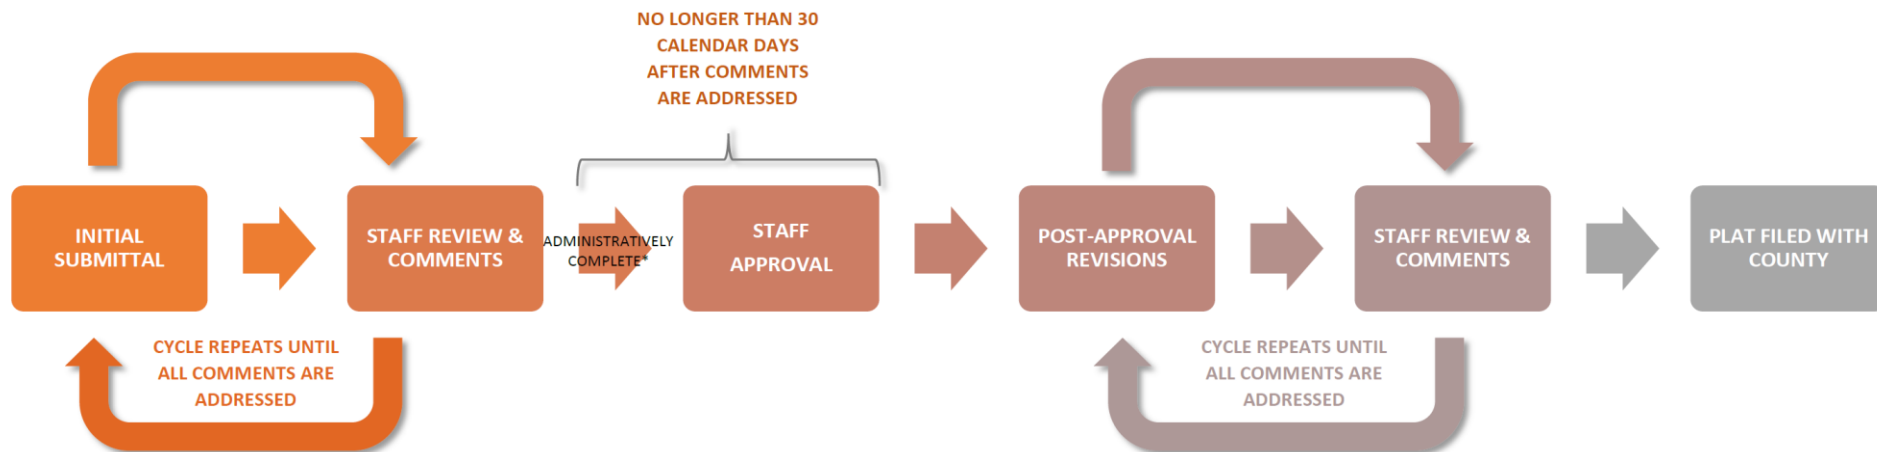 NO LONGER THAN 30
CALENDAR DAYS
AFTER COMMENTS
ARE ADDRESSED
INITIAL
SUBMITTAL
STAFF REVIEW &
COMMENTS
ADMINISTRATIVELY
COMPLETE*
STAFF
APPROVAL
POST-APPROVAL
REVISIONS
STAFF REVIEW &
COMMENTS
PLAT FILED WITH
COUNTY
CYCLE REPEATS UNTIL
ALL COMMENTS ARE
ADDRESSED
CYCLE REPEATS UNTIL
ALL COMMENTS ARE
ADDRESSED